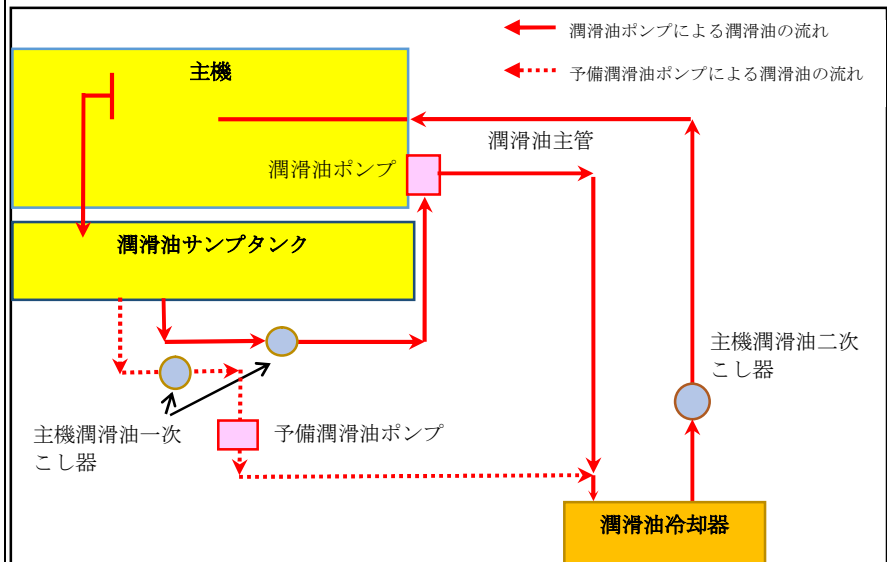 潤滑油ポンプによる潤滑油の流れ
主機
予備潤滑油ポンプによる潤滑油の流れ
潤滑油主管
潤滑油ポンプ
潤滑油サンプタンク
主機潤滑油二次
こし器
主機潤滑油一次
こし器
予備潤滑油ポンプ
潤滑油冷却器